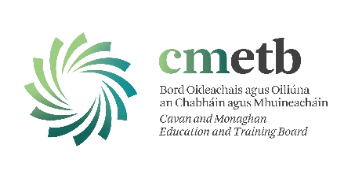 cmetb
Bord Oideachais agus Oiliúna
an Chabháin agus Mhuineacháin
Cavan and Monaghan
Education and Training Board